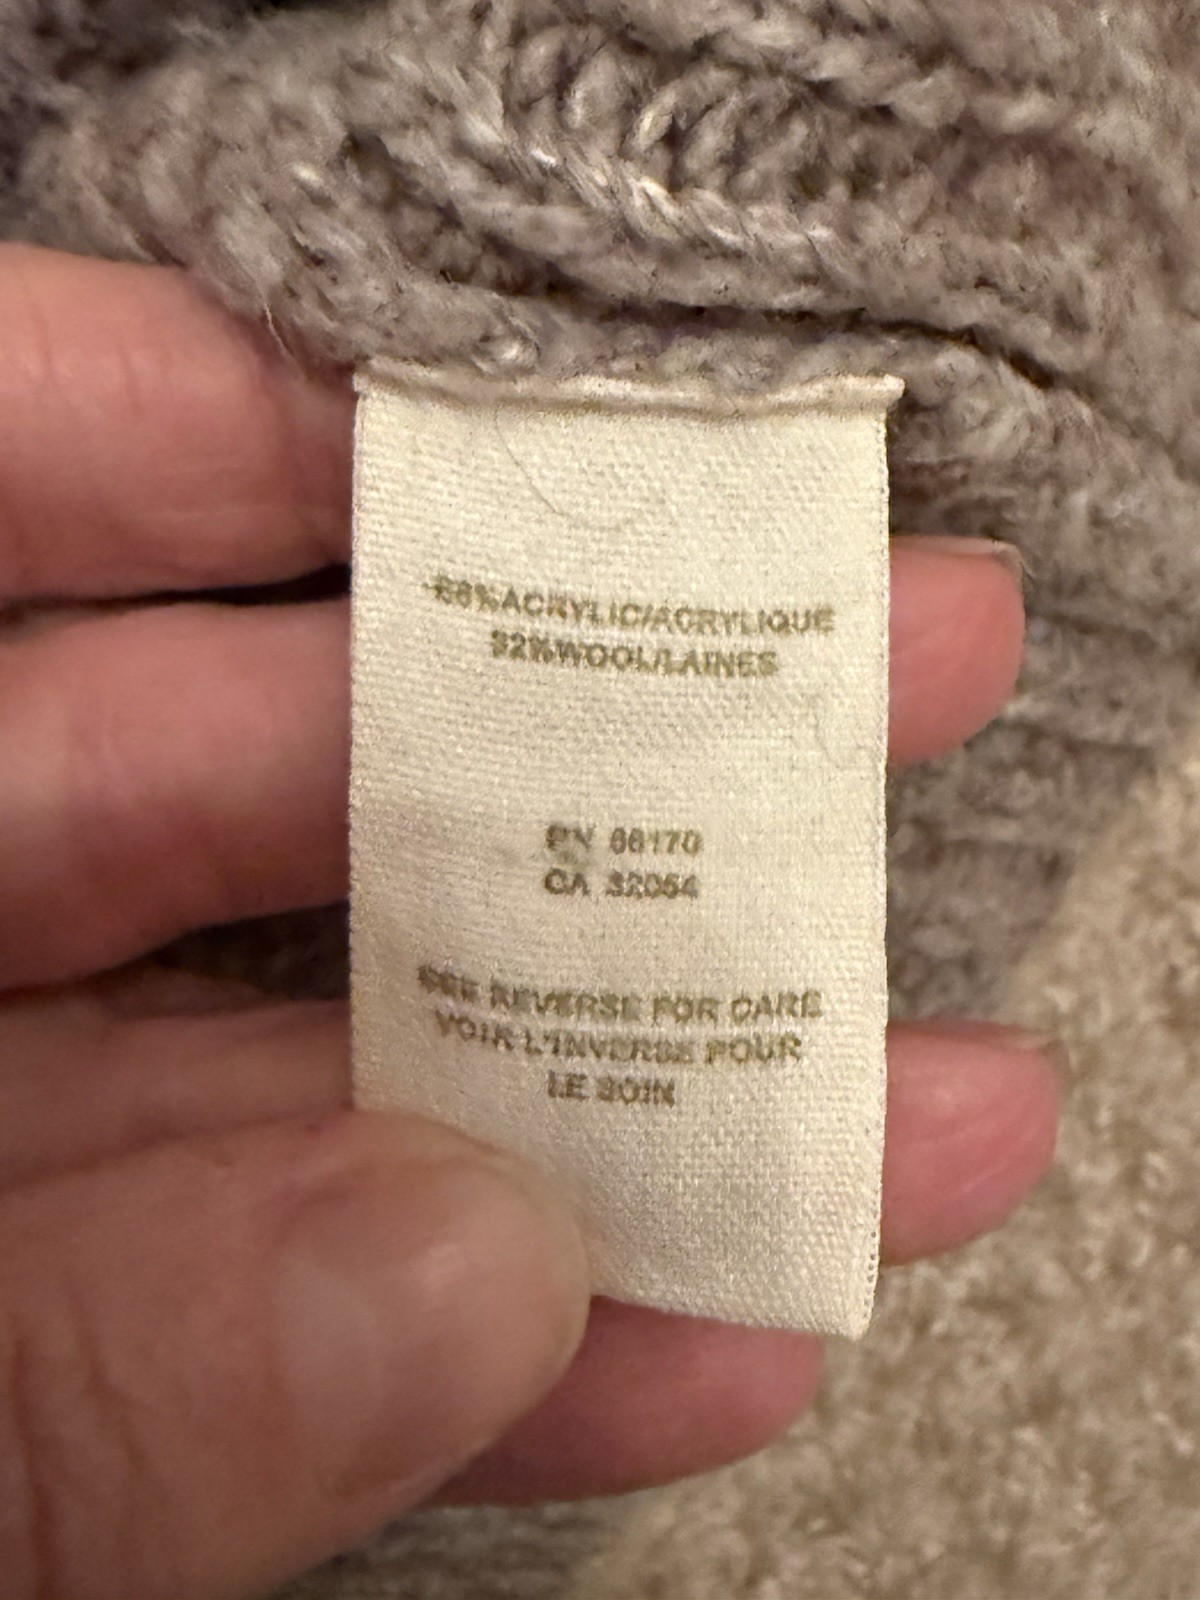 68%ACRYLIC/ACRYLIQUE
32%WOOL/LAINES
RN 66170
CA 32054
SEE REVERSE FOR CARE
VOIR L'INVERSE POUR
LE SOIN